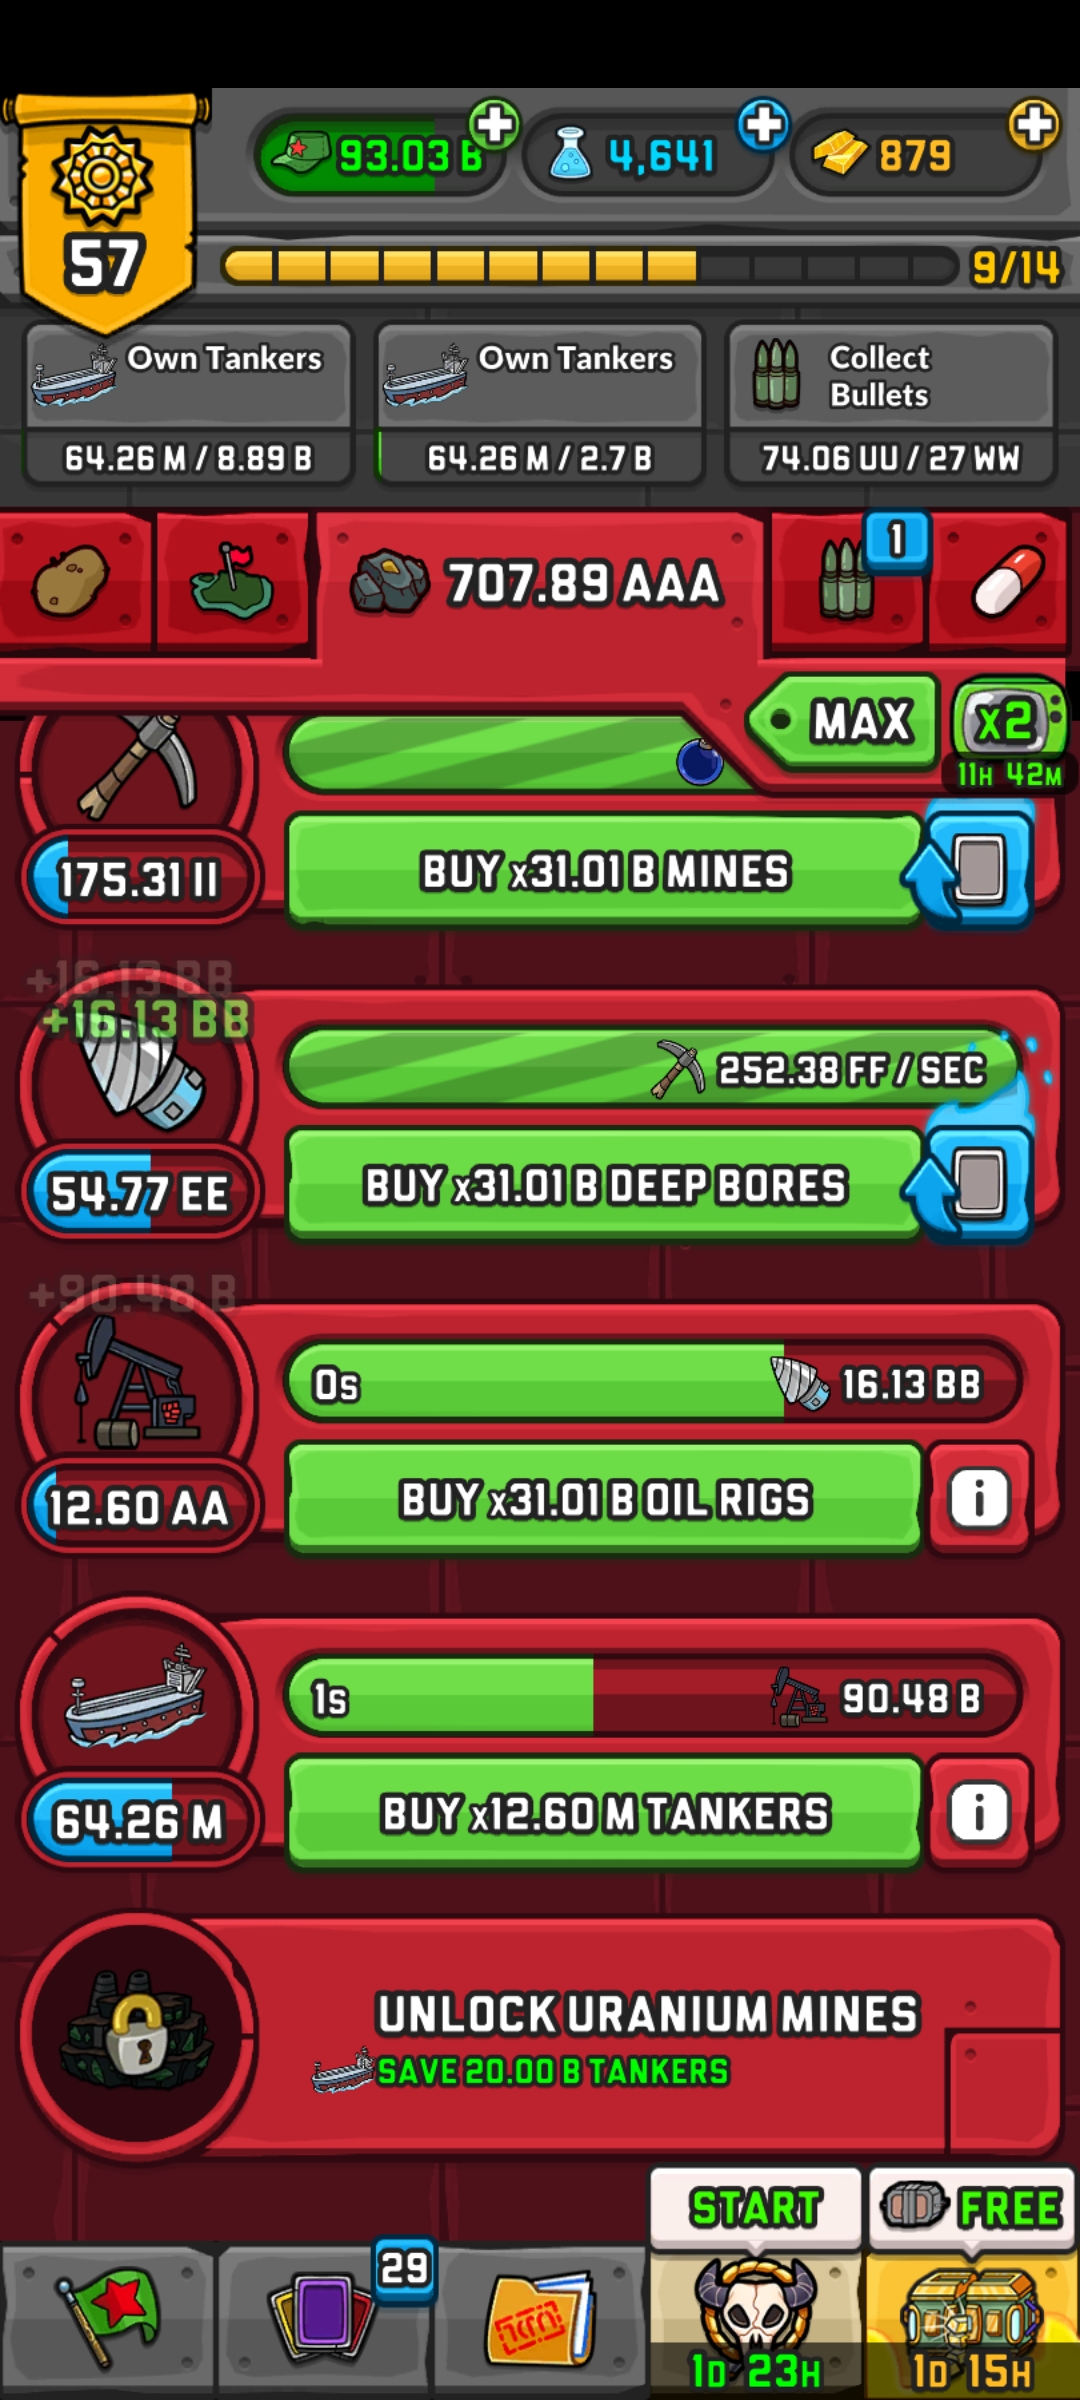 93.03 B
4,641
879
57
9/14
Own Tankers
64.26 M / 8.89 B
Own Tankers
64.26 M / 2.7 B
Collect
Bullets
74.06 UU / 27 WW
707.89 AAA
1
MAX
x2
11H 42M
175.31 II
BUY x31.01 B MINES
+16.13 BB
+16.13 BB
252.38 FF / SEC
54.77 EE
BUY x31.01 B DEEP BORES
+90.48 B
0s
16.13 BB
12.60 AA
BUY x31.01 B OIL RIGS
i
1s
90.48 B
64.26 M
BUY x12.60 M TANKERS
i
UNLOCK URANIUM MINES
SAVE 20.00 B TANKERS
START
FREE
29
1D 23H
1D 15H